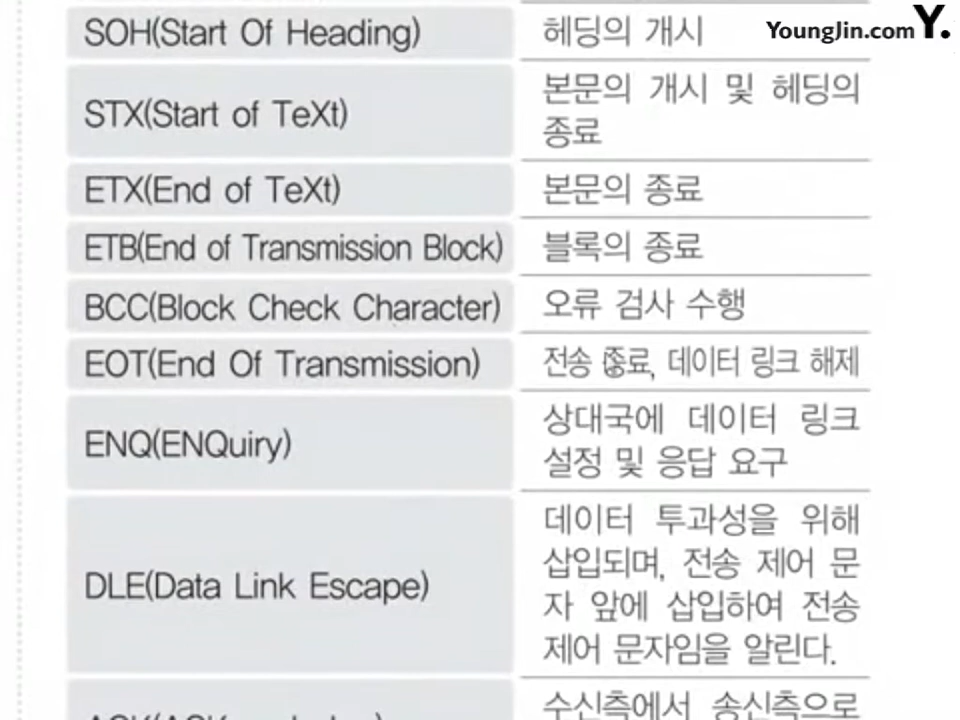 SOH(Start Of Heading) 헤딩의 개시
YoungJin.com Y.
STX(Start of TeXt) 본문의 개시 및 헤딩의
종료
ETX(End of TeXt) 본문의 종료
ETB(End of Transmission Block) 블록의 종료
BCC(Block Check Character) 오류 검사 수행
EOT(End Of Transmission) 전송 종료, 데이터 링크 해제
ENQ(ENQuiry) 상대국에 데이터 링크
설정 및 응답 요구
DLE(Data Link Escape) 데이터 투과성을 위해
삽입되며, 전송 제어 문
자 앞에 삽입하여 전송
제어 문자임을 알린다.
수신측에서 송신측으로